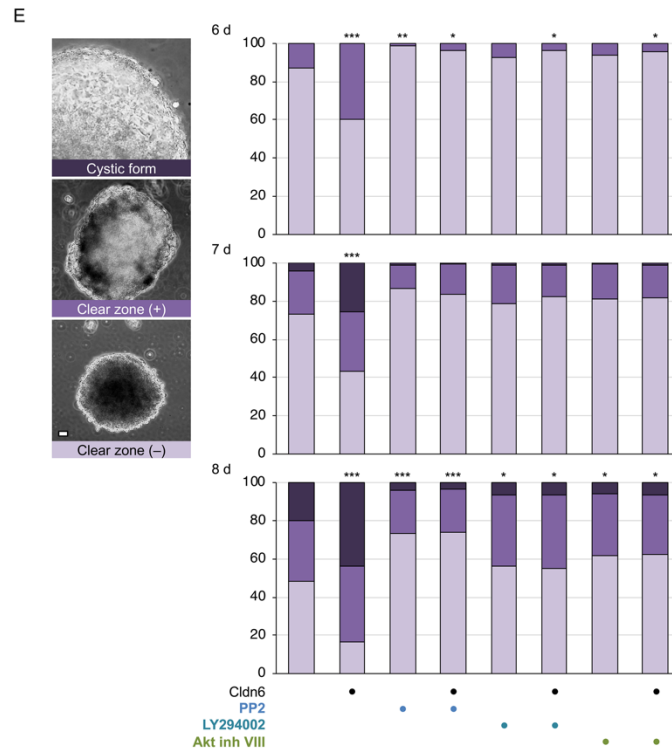 E
Cystic form
Clear zone (+)
Clear zone (–)
6 d
*** ** * * *
100
80
60
40
20
0
7 d
***
100
80
60
40
20
0
8 d
*** *** *** * * * *
100
80
60
40
20
0
Cldn6
PP2
LY294002
Akt inh VIII